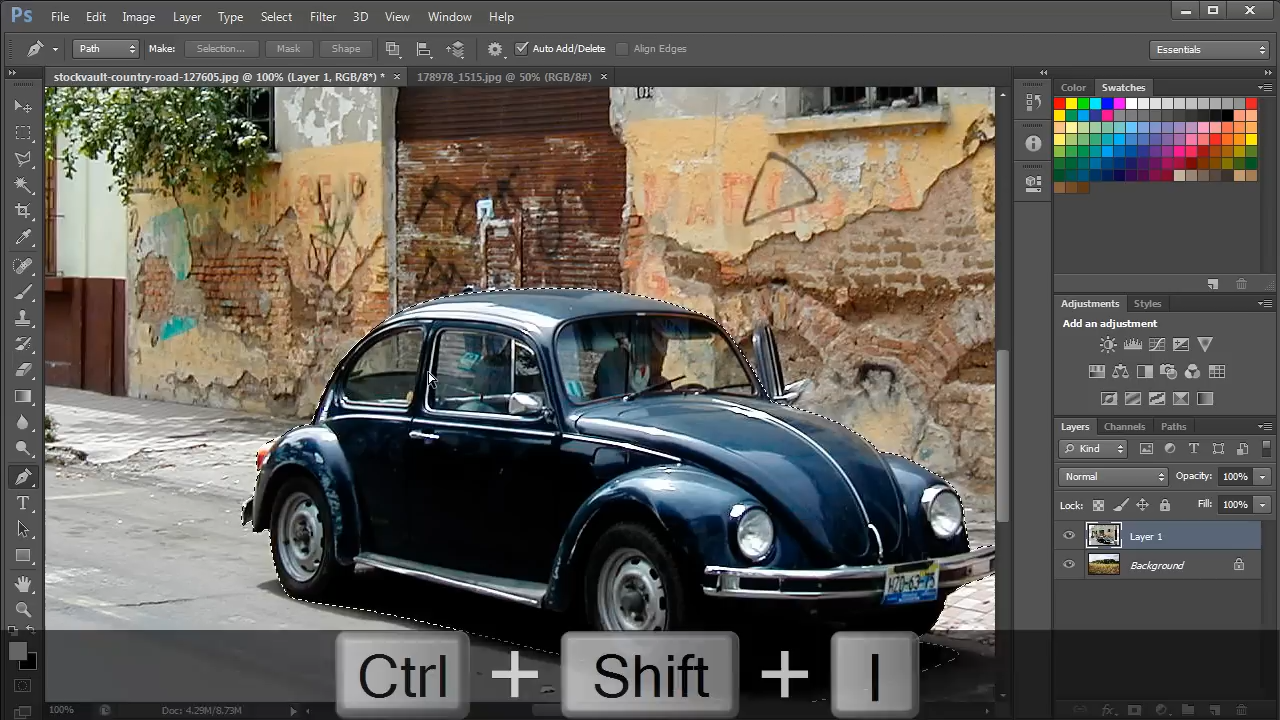 Ps File Edit Image Layer Type Select Filter 3D View Window Help
Path Make: Selection... Mask Shape Auto Add/Delete Align Edges Essentials
stockvault-country-road-127605.jpg @ 100% (Layer 1, RGB/8*) * × 178978_1515.jpg @ 50% (RGB/8#) ×
Color Swatches
1036
Adjustments Styles
Add an adjustment
Layers Channels Paths
Kind
Normal Opacity: 100%
Lock: Fill: 100%
Layer 1
Background
T
Ctrl + Shift + I
100% Doc: 4.29M/8.73M